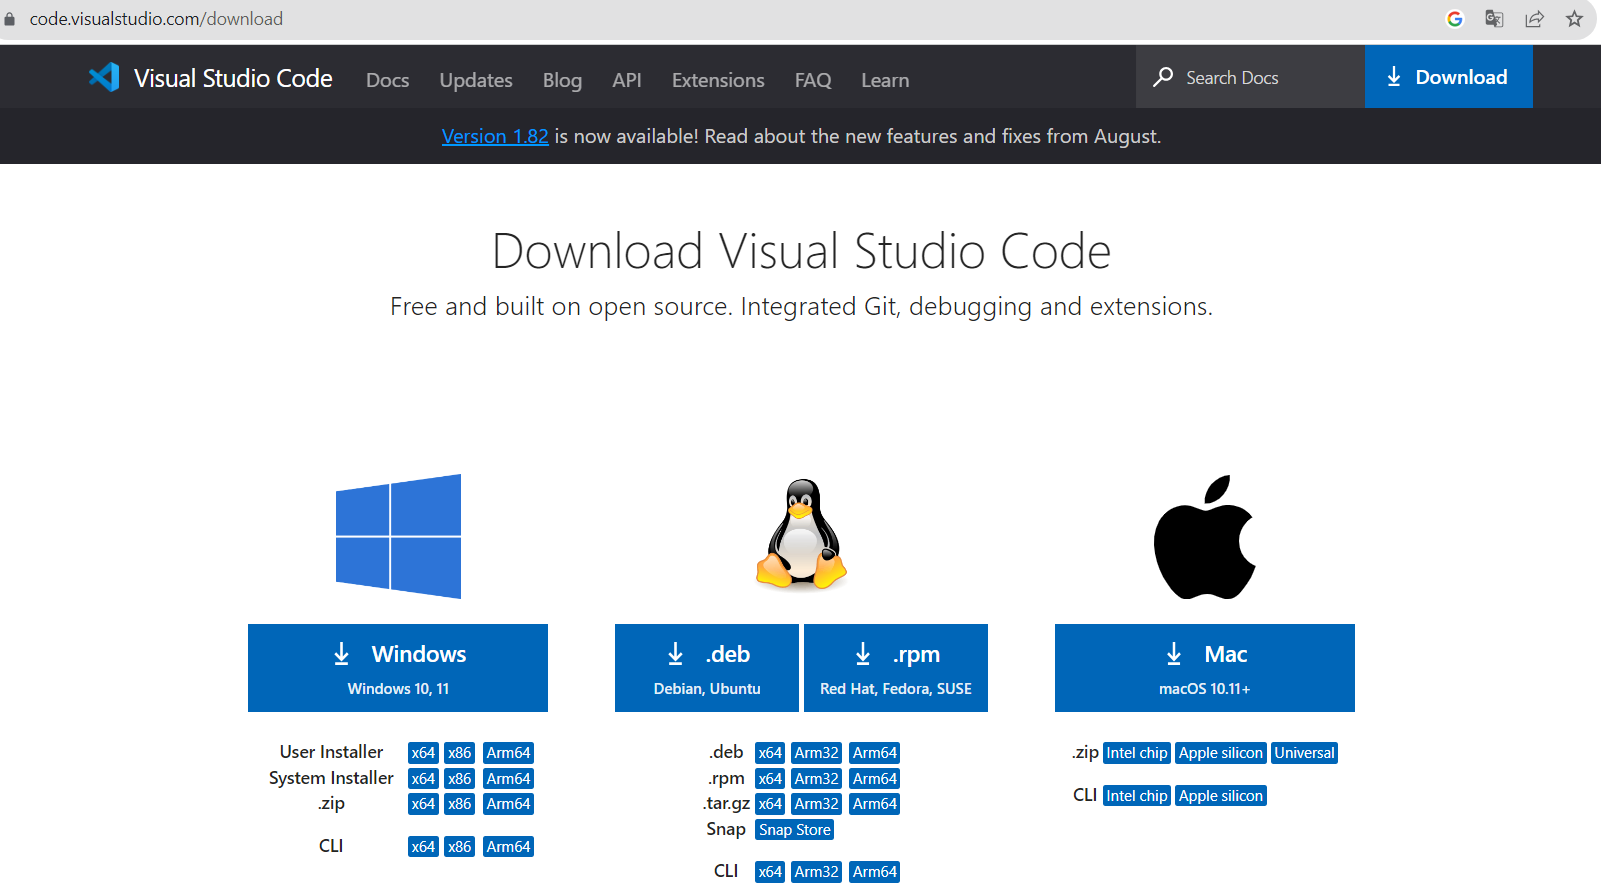 code.visualstudio.com/download
Visual Studio Code Docs Updates Blog API Extensions FAQ Learn Search Docs Download
Version 1.82 is now available! Read about the new features and fixes from August.
Download Visual Studio Code
Free and built on open source. Integrated Git, debugging and extensions.
Windows
Windows 10, 11
User Installer x64 x86 Arm64
System Installer x64 x86 Arm64
.zip x64 x86 Arm64
CLI x64 x86 Arm64
.deb
Debian, Ubuntu
.rpm
Red Hat, Fedora, SUSE
.deb x64 Arm32 Arm64
.rpm x64 Arm32 Arm64
.tar.gz x64 Arm32 Arm64
Snap Snap Store
CLI x64 Arm32 Arm64
Mac
macOS 10.11+
.zip Intel chip Apple silicon Universal
CLI Intel chip Apple silicon